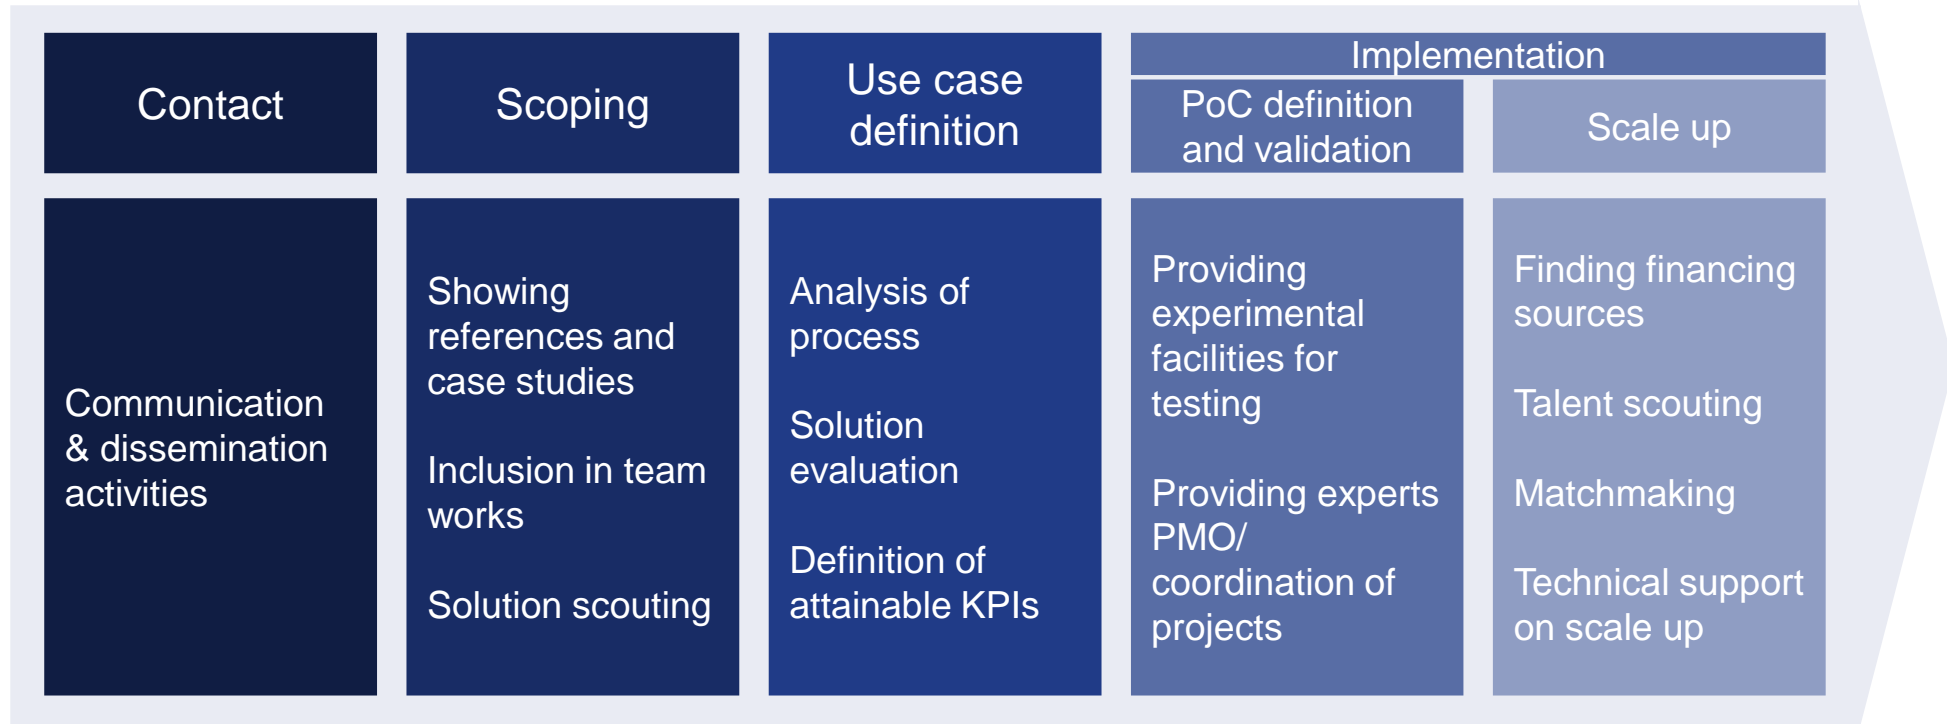 Contact
Scoping
Use case
definition
Implementation
PoC definition
and validation
Scale up
Communication
& dissemination
activities
Showing
references and
case studies
Inclusion in team
works
Solution scouting
Analysis of
process
Solution
evaluation
Definition of
attainable KPIs
Providing
experimental
facilities for
testing
Providing experts
PMO/
coordination of
projects
Finding financing
sources
Talent scouting
Matchmaking
Technical support
on scale up